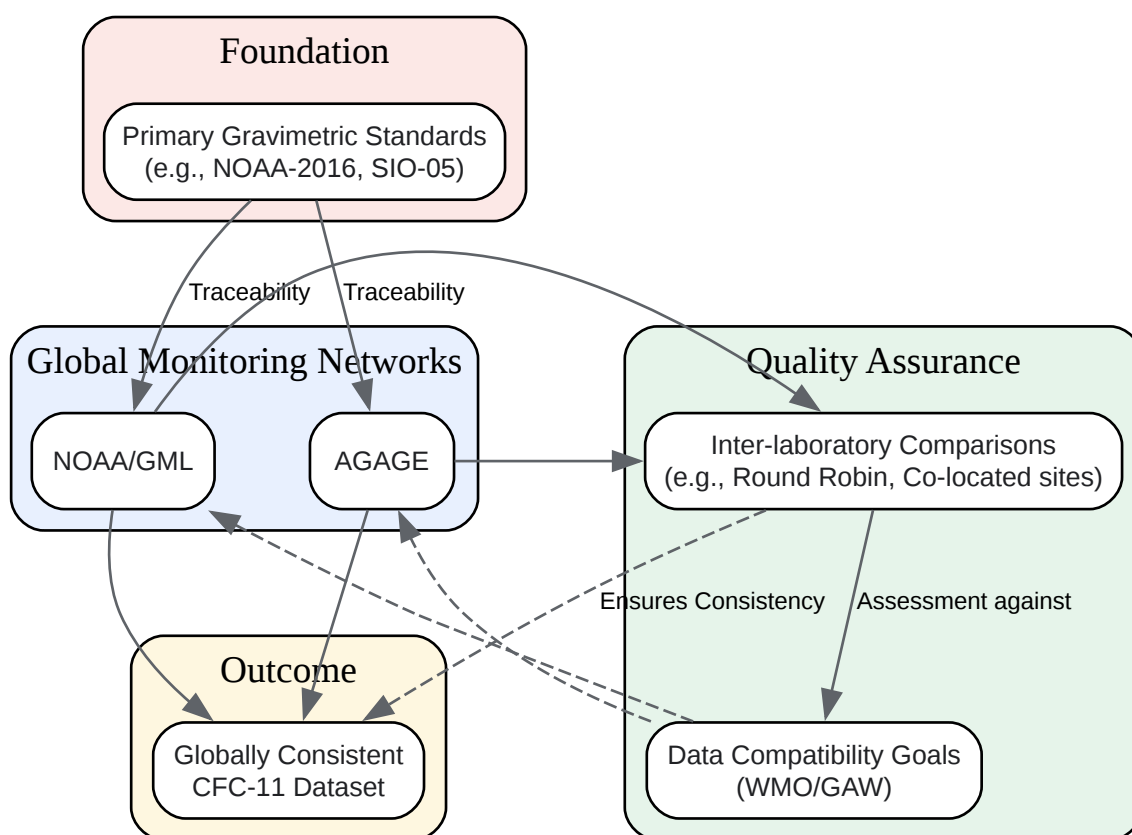 Foundation
Primary Gravimetric Standards
(e.g., NOAA-2016, SIO-05)
Traceability
Traceability
Global Monitoring Networks
NOAA/GML
AGAGE
Quality Assurance
Inter-laboratory Comparisons
(e.g., Round Robin, Co-located sites)
Ensures Consistency
Assessment against
Outcome
Globally Consistent
CFC-11 Dataset
Data Compatibility Goals
(WMO/GAW)